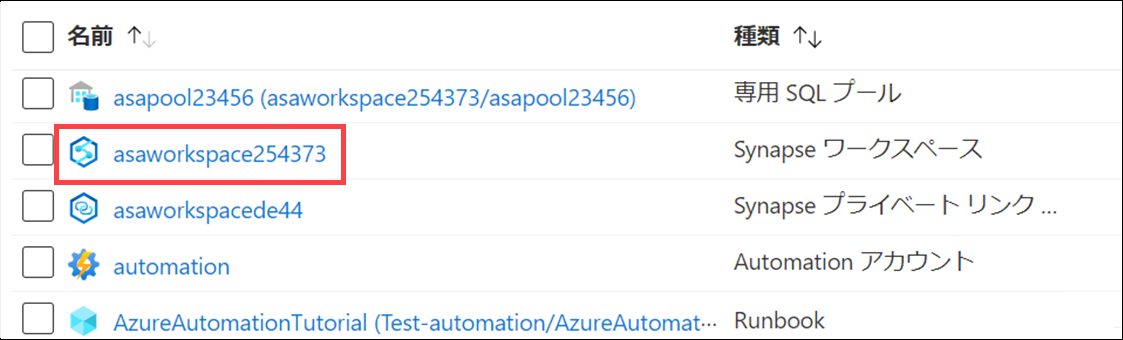 名前 ↑↓ 種類 ↑↓
asapool23456 (asaworkspace254373/asapool23456) 専用 SQL プール
asaworkspace254373 Synapse ワークスペース
asaworkspacede44 Synapse プライベート リンク ...
automation Automation アカウント
AzureAutomationTutorial (Test-automation/AzureAutomat··· Runbook